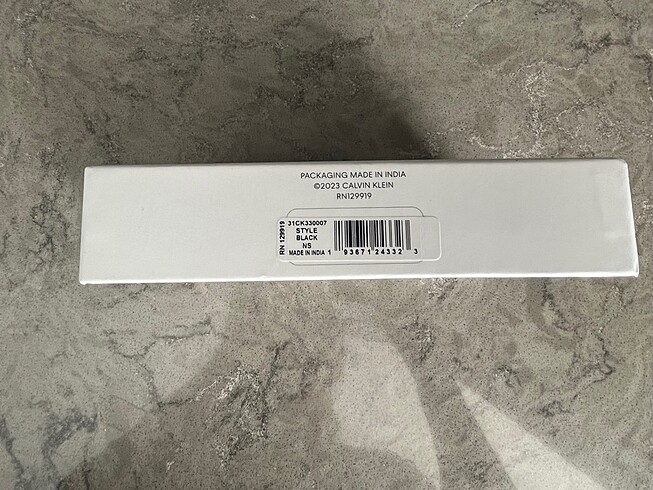 PACKAGING MADE IN INDIA
©2023 CALVIN KLEIN
RN129919
RN 129919
31CK330007
STYLE
BLACK
NS
MADE IN INDIA
1 93671 24332 3